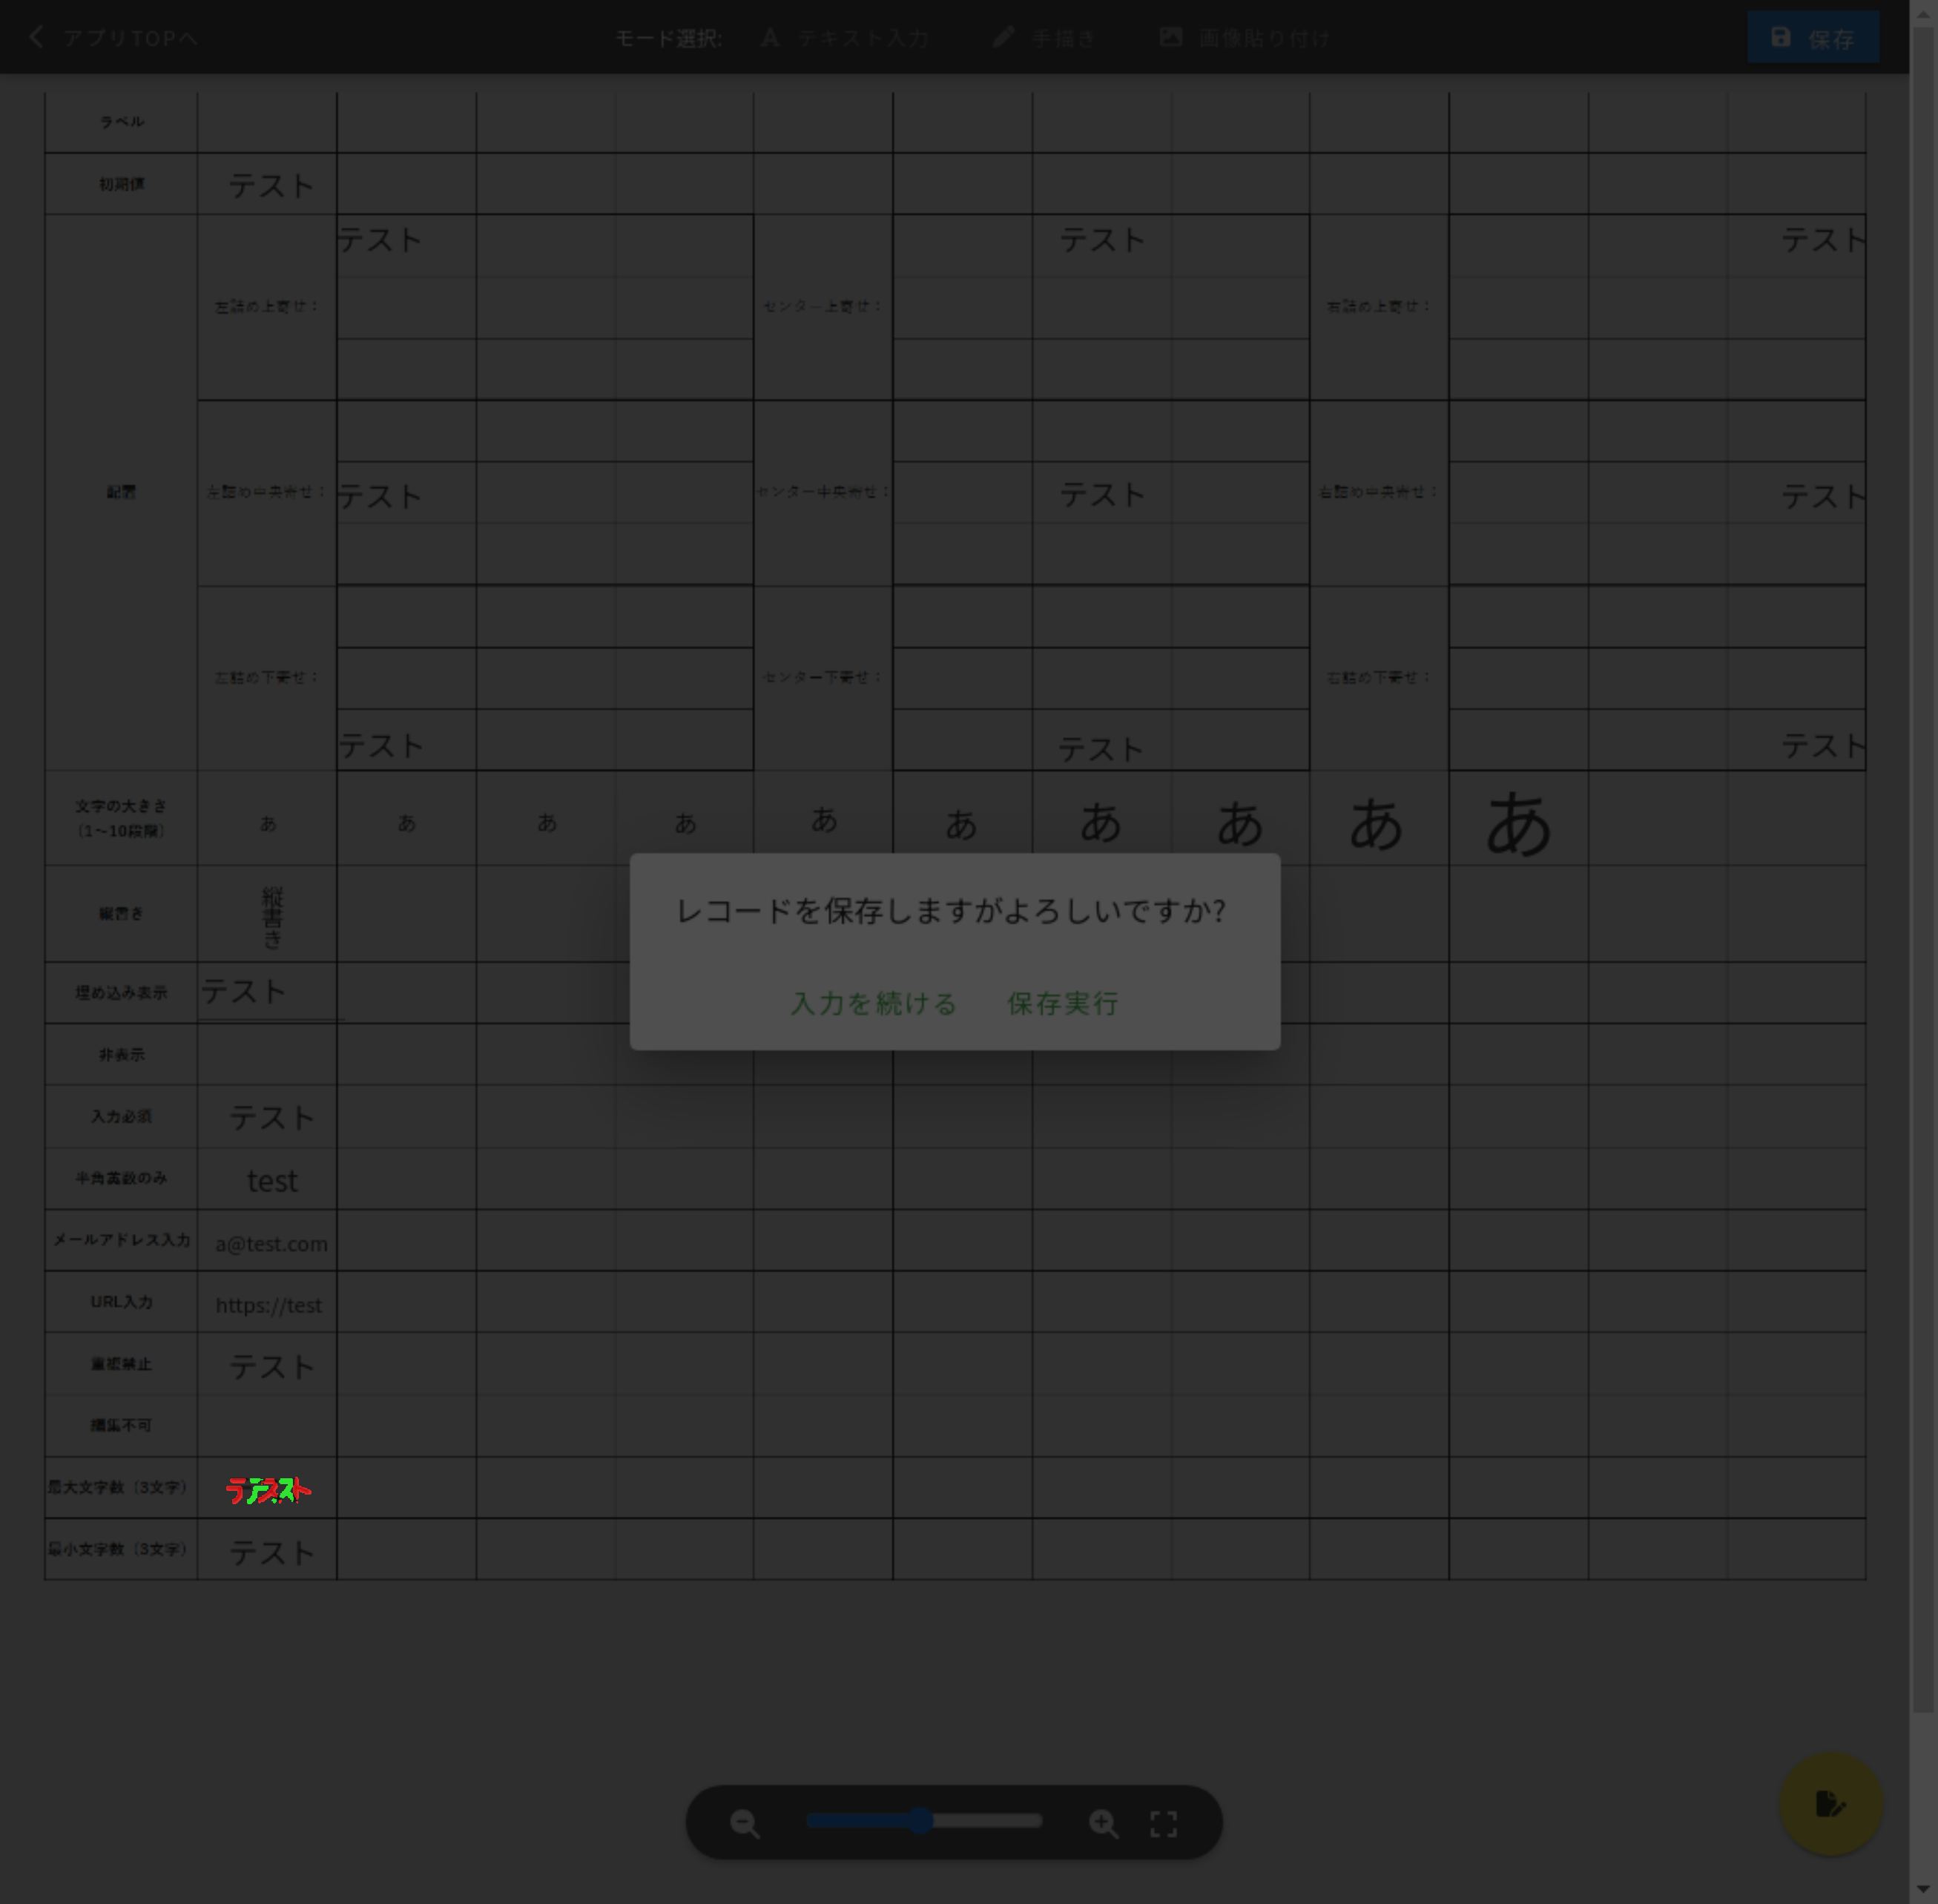 アプリTOPへ
モード選択:
テキスト入力
手描き
画像貼り付け
保存
ラベル
初期値 テスト
テスト テスト テスト
左詰め上寄せ： センター上寄せ： 右詰め上寄せ：
配置 左詰め中央寄せ： テスト センター中央寄せ： テスト 右詰め中央寄せ： テスト
左詰め下寄せ： センター下寄せ： 右詰め下寄せ：
テスト テスト テスト
文字の大きさ
（1〜10段階）
あ あ あ あ あ あ あ あ あ あ
縦書き 縦書き
埋め込み表示 テスト
非表示
入力必須 テスト
半角英数のみ test
メールアドレス入力 a@test.com
URL入力 https://test
重複禁止 テスト
編集不可
最大文字数（3文字）
最小文字数（3文字） テスト
レコードを保存しますがよろしいですか?
入力を続ける 保存実行